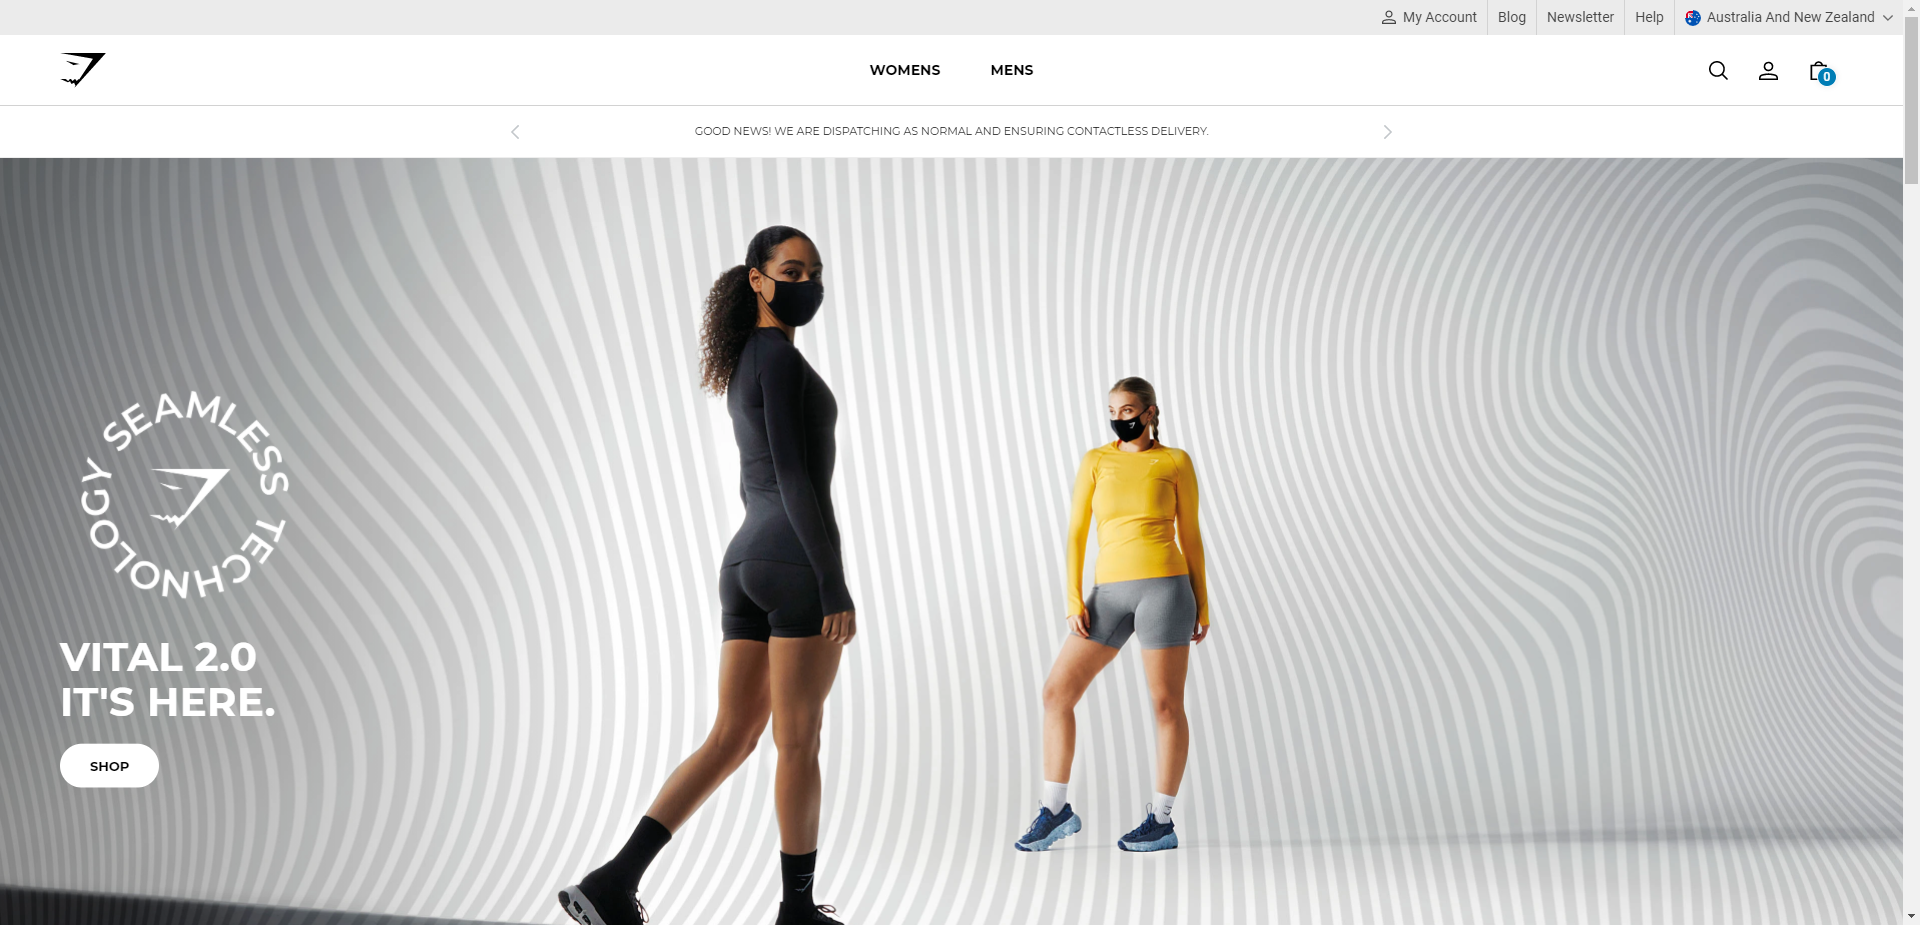 My Account
Blog
Newsletter
Help
Australia And New Zealand
WOMENS
MENS
0
GOOD NEWS! WE ARE DISPATCHING AS NORMAL AND ENSURING CONTACTLESS DELIVERY.
SEAMLESS TECHNOLOGY
VITAL 2.0
IT'S HERE.
SHOP